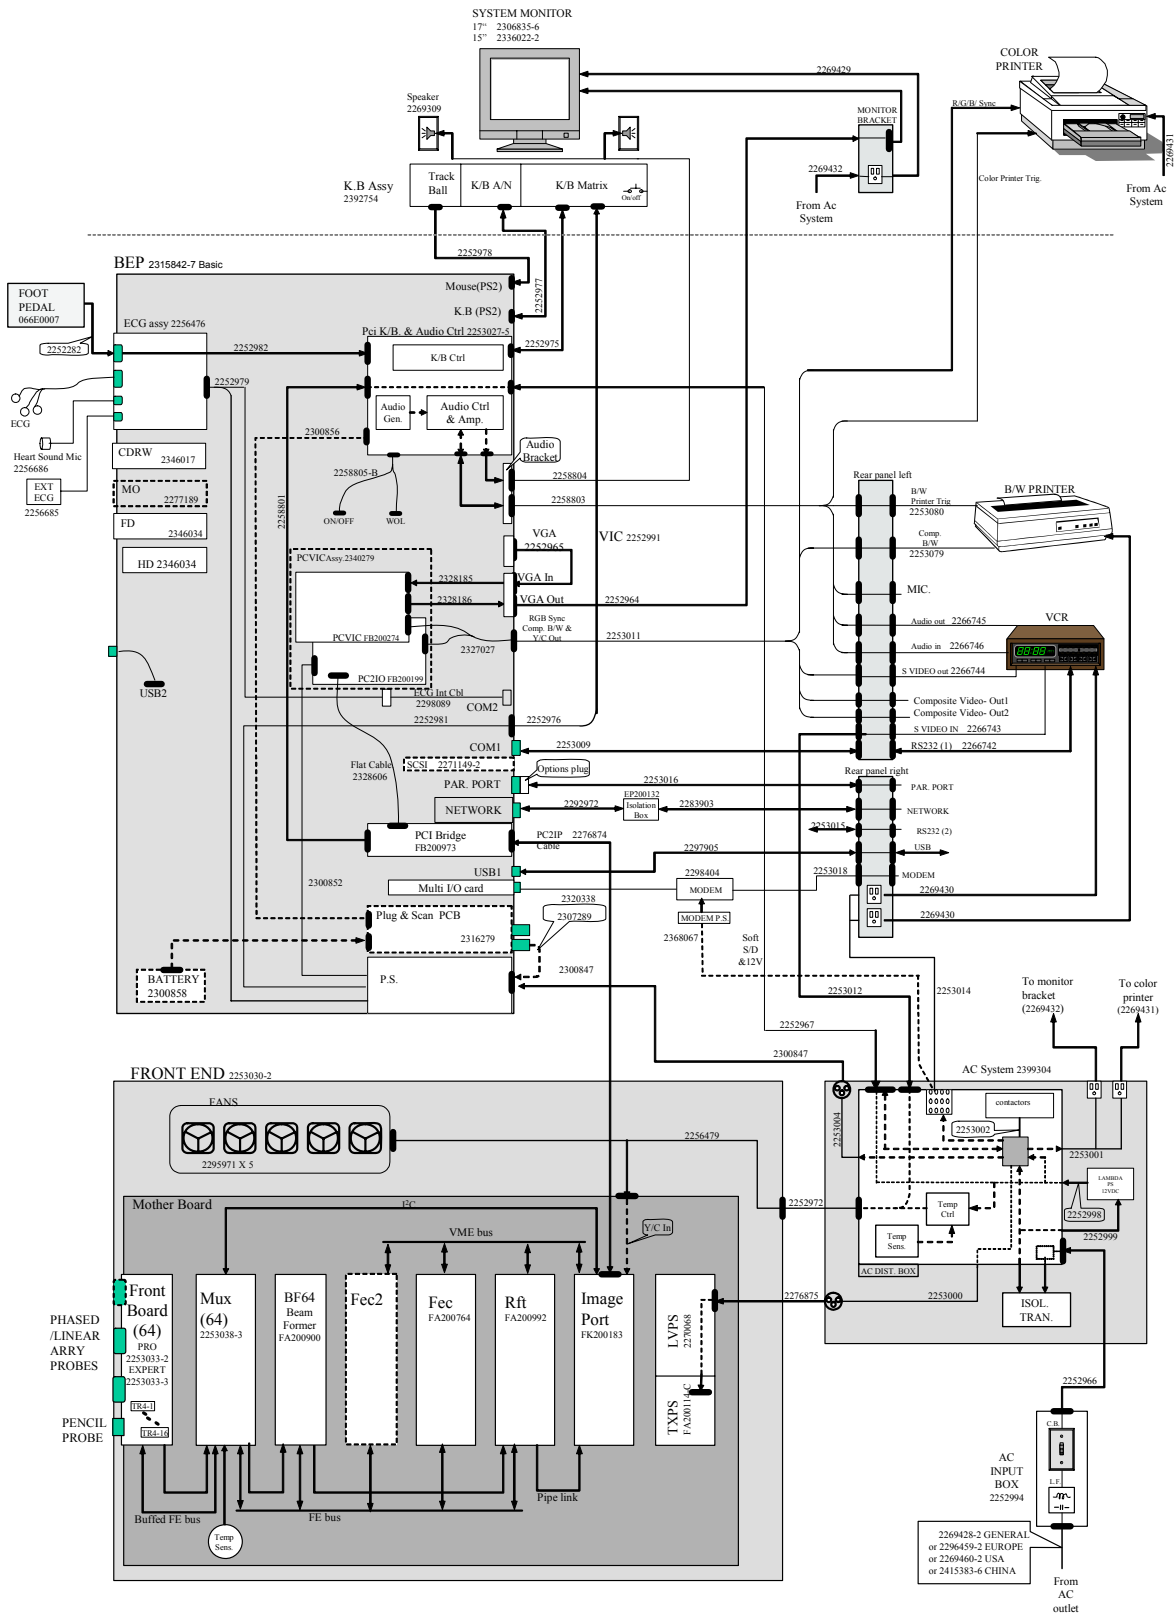 SYSTEM MONITOR
17" 2306835-6
15" 2336022-2
COLOR
PRINTER
2269429
Speaker
2269309
MONITOR
BRACKET
R/G/B/ Sync
2269431
K.B Assy
2392754
Track
Ball
K/B A/N
K/B Matrix
On/off
2269432
From Ac
System
Color Printer Trig.
From Ac
System
BEP 2315842-7 Basic
2252978
Mouse(PS2)
2252977
K.B (PS2)
FOOT
PEDAL
066E0007
ECG assy 2256476
Pci K/B. & Audio Ctrl 2253027-5
2252282
2252982
K/B Ctrl
2252975
2252979
ECG
Audio
Gen.
Audio Ctrl
& Amp.
2300856
Heart Sound Mic
2256686
EXT
ECG
2256685
CDRW
2346017
MO
2277189
FD
2346034
HD 2346034
Audio
Bracket
2258805-B
2258804
2258801
2258803
ON/OFF
WOL
Rear panel left
B/W
Printer Trig
2253080
B/W PRINTER
Comp.
B/W
2253079
VGA
2252965
VIC 2252991
PCVIC Assy.2340279
2328185
VGA In
2328186
VGA Out
2252964
MIC.
RGB Sync
Comp. B/W &
Y/C Out
2253011
PCVIC FB200274
2327027
PC2IO FB200199
Audio out 2266745
VCR
Audio in 2266746
S VIDEO out 2266744
USB2
ECG Int Cbl
2298089
COM2
2252981
2252976
Composite Video- Out1
Composite Video- Out2
S VIDEO IN 2266743
COM1
2253009
RS232 (1) 2266742
Flat Cable
2328606
SCSI 2271149-2
Options plug
Rear panel right
PAR. PORT
2253016
PAR. PORT
NETWORK
2292972
EP200132
Isolation
Box
2283903
NETWORK
2253015
RS232 (2)
PCI Bridge
FB200973
PC2IP 2276874
Cable
2297905
USB
USB1
2300852
Multi I/O card
2298404
MODEM
2253018
MODEM
2269430
MODEM P.S.
2269430
Plug & Scan PCB
2316279
2320338
2307289
2368067
Soft
S/D
&12V
BATTERY
2300858
P.S.
2300847
2253012
2253014
To monitor
bracket
(2269432)
To color
printer
(2269431)
2252967
2300847
FRONT END 2253030-2
AC System 2399304
FANS
2295971 X 5
2256479
2253004
contactors
2253002
2253001
LAMBDA
PS
12VDC
2252998
2252999
2252972
Temp
Ctrl
Temp
Sens.
AC DIST. BOX
Mother Board
I²C
VME bus
Y/C In
2276875
2253000
ISOL.
TRAN.
Front
Board
(64)
PRO
2253033-2
EXPERT
2253033-3
TR4-1
TR4-16
Mux
(64)
2253038-3
BF64
Beam
Former
FA200900
Fec2
Fec
FA200764
Rft
FA200992
Image
Port
FK200183
LVPS
2270068
TXPS
FA200114-C
PHASED
/LINEAR
ARRY
PROBES
PENCIL
PROBE
2252966
C.B.
AC
INPUT
BOX
2252994
L.F.
Buffed FE bus
FE bus
Pipe link
Temp
Sens.
2269428-2 GENERAL
or 2296459-2 EUROPE
or 2269460-2 USA
or 2415383-6 CHINA
From
AC
outlet